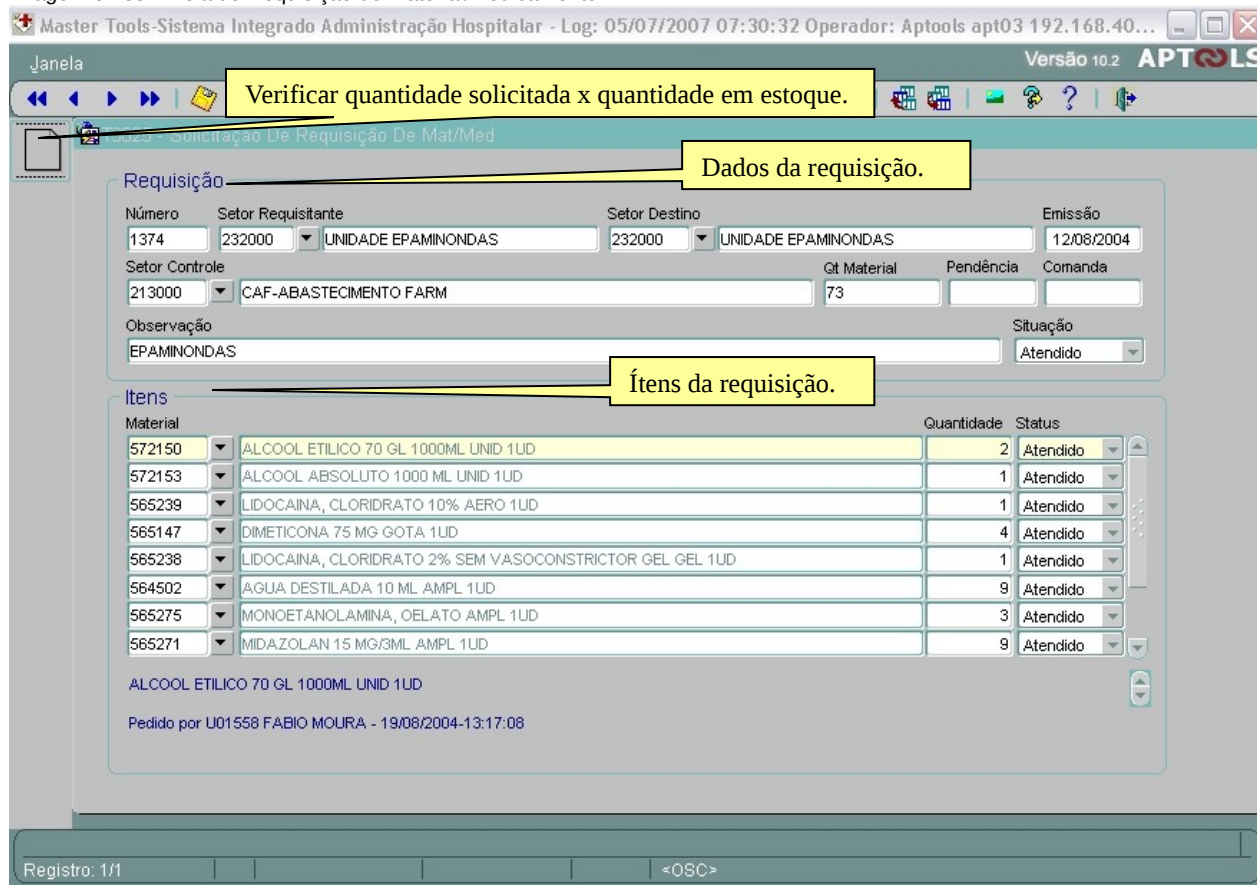 Master Tools-Sistema Integrado Administração Hospitalar - Log: 05/07/2007 07:30:32 Operador: Aptools apt03 192.168.40...
Janela
Versão 10.2 APTOOLS
Verificar quantidade solicitada x quantidade em estoque.
Solicitação De Requisição De Mat/Med
Dados da requisição.
Requisição
Número Setor Requisitante Setor Destino Emissão
1374 232000 UNIDADE EPAMINONDAS 232000 UNIDADE EPAMINONDAS 12/08/2004
Setor Controle Qt Material Pendência Comanda
213000 CAF-ABASTECIMENTO FARM 73
Observação Situação
EPAMINONDAS Atendido
Ítens da requisição.
Itens
Material Quantidade Status
572150 ALCOOL ETILICO 70 GL 1000ML UNID 1UD 2 Atendido
572153 ALCOOL ABSOLUTO 1000 ML UNID 1UD 1 Atendido
565239 LIDOCAINA, CLORIDRATO 10% AERO 1UD 1 Atendido
565147 DIMETICONA 75 MG GOTA 1UD 4 Atendido
565238 LIDOCAINA, CLORIDRATO 2% SEM VASOCONSTRICTOR GEL GEL 1UD 1 Atendido
564502 AGUA DESTILADA 10 ML AMPL 1UD 9 Atendido
565275 MONOETANOLAMINA, OELATO AMPL 1UD 3 Atendido
565271 MIDAZOLAN 15 MG/3ML AMPL 1UD 9 Atendido
ALCOOL ETILICO 70 GL 1000ML UNID 1UD
Pedido por U01558 FABIO MOURA - 19/08/2004-13:17:08
Registro: 1/1 <OSC>